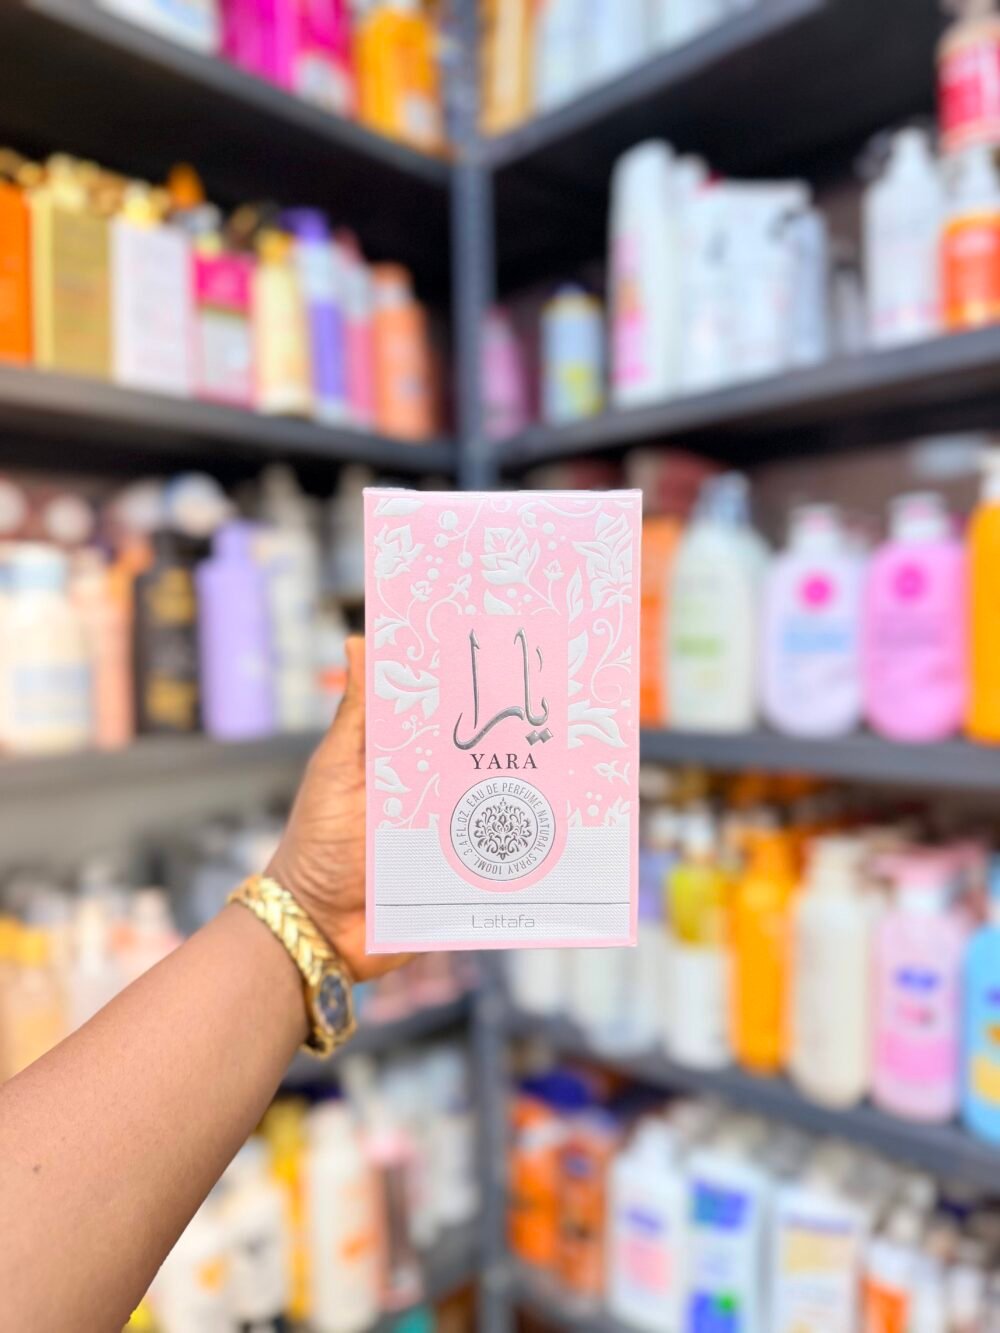 يارا
YARA
3.4 FL.OZ. EAU DE PERFUME NATURAL SPRAY 100ML
Lattafa